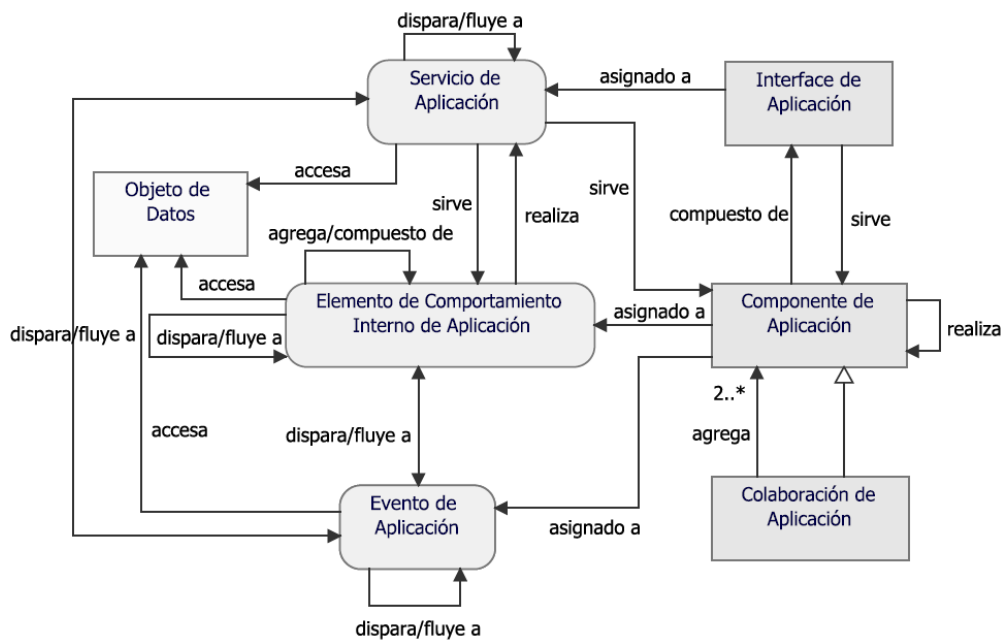 dispara/fluye a
Servicio de
Aplicación
asignado a
Interface de
Aplicación
accesa
Objeto de
Datos
sirve
realiza
sirve
compuesto de
sirve
agrega/compuesto de
accesa
Elemento de Comportamiento
Interno de Aplicación
asignado a
Componente de
Aplicación
realiza
dispara/fluye a
dispara/fluye a
2..*
accesa
dispara/fluye a
agrega
Evento de
Aplicación
asignado a
Colaboración de
Aplicación
dispara/fluye a